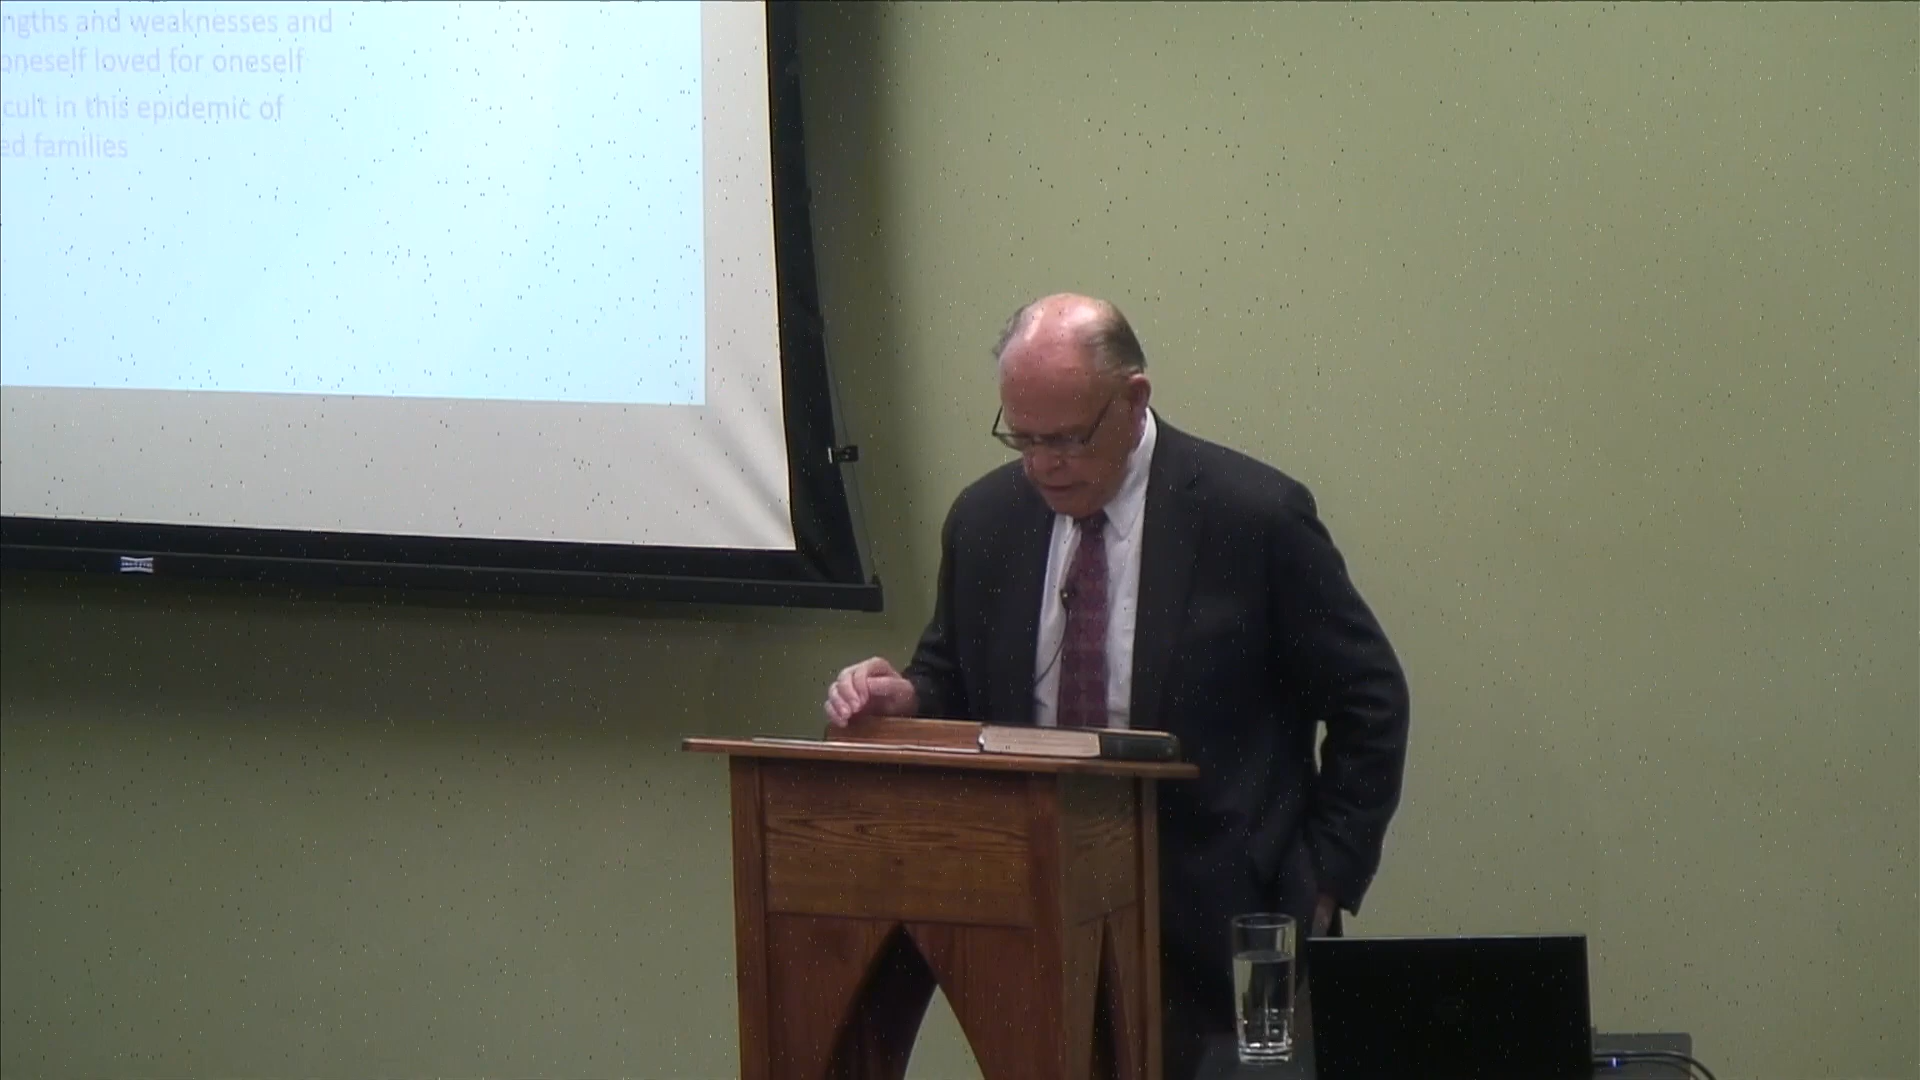 ngths and weaknesses and
oneself loved for oneself
cult in this epidemic of
ed families